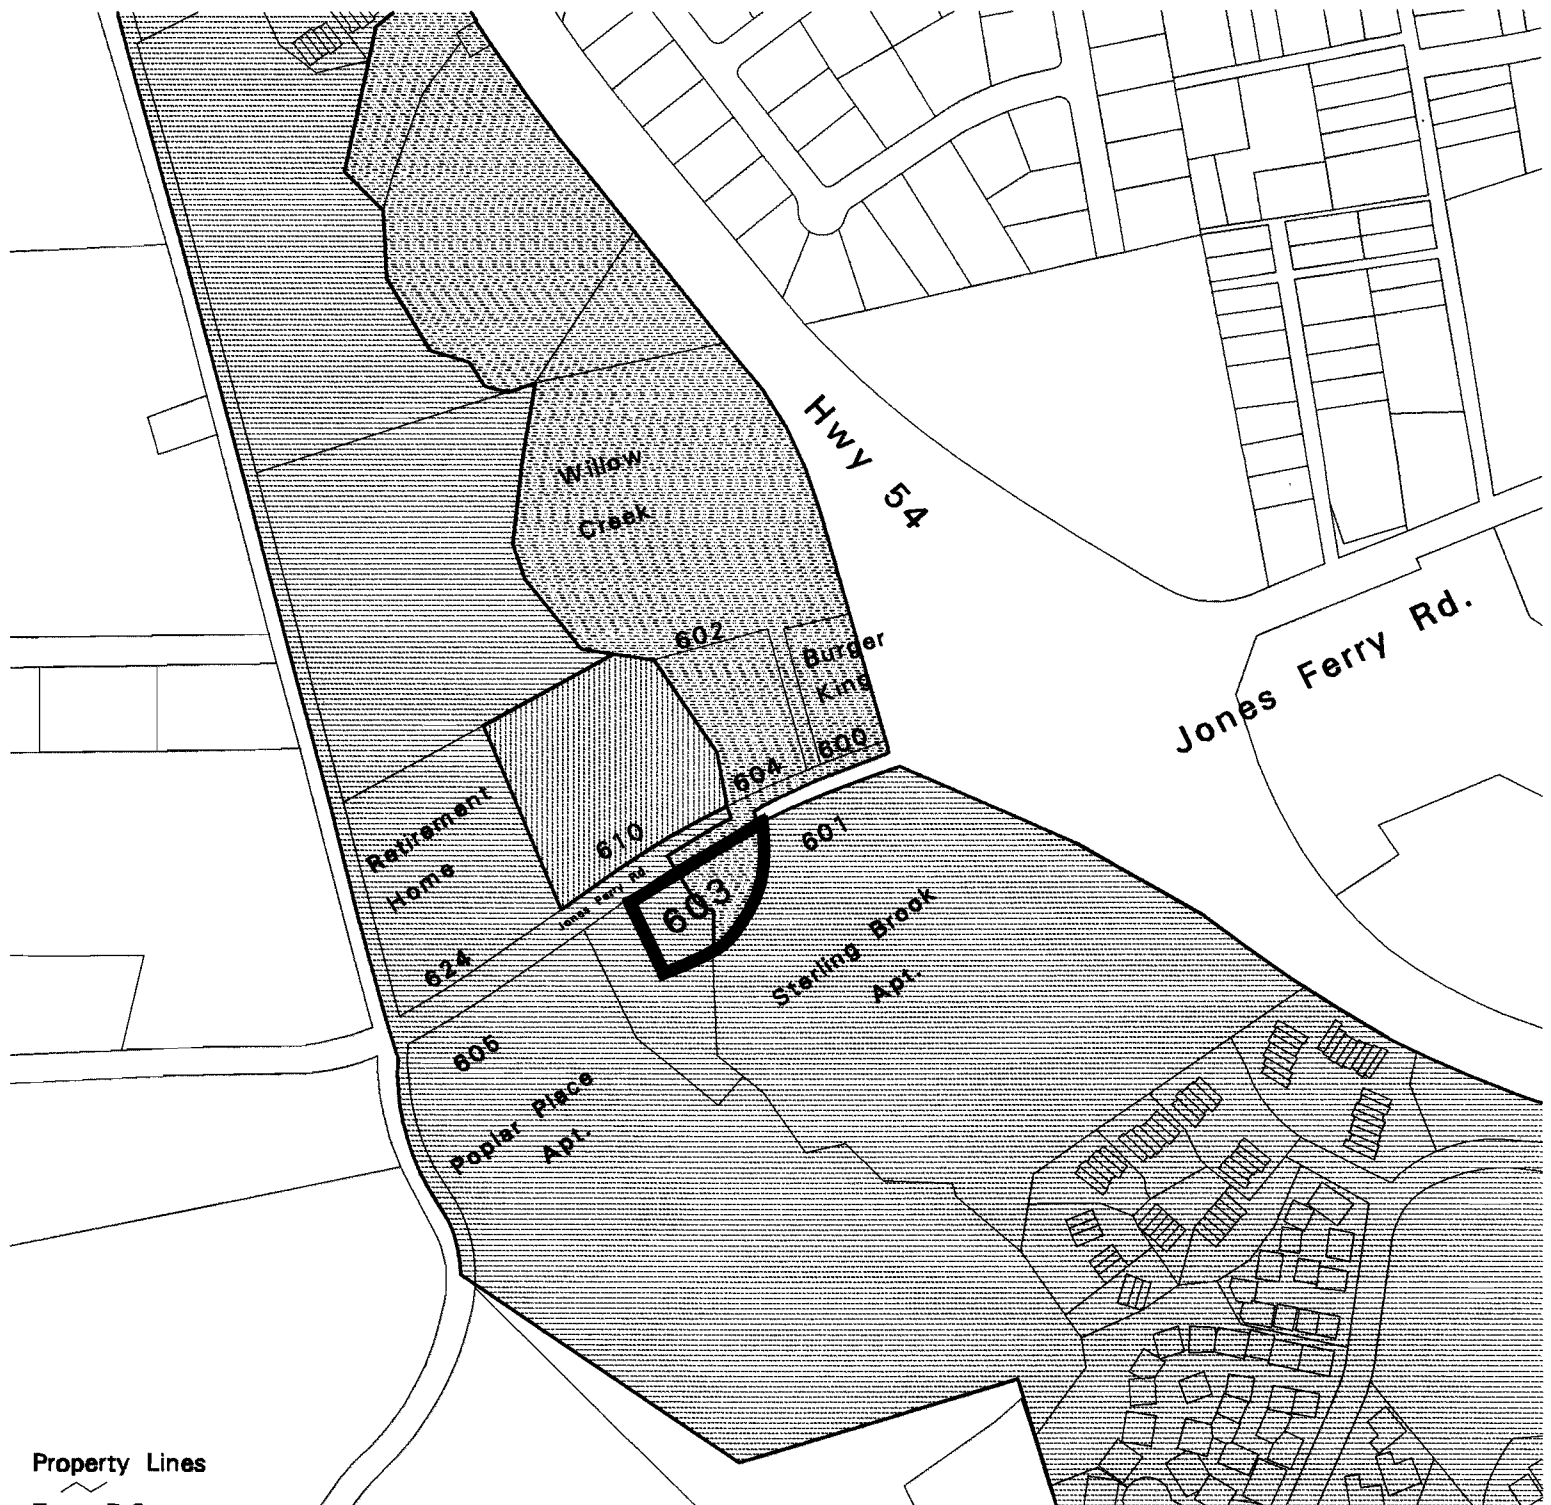 Hwy 54
Willow
Creek
Jones Ferry Rd.
602
Burger
King
600
604
610
601
Retirement
Home
Jones Ferry Rd
603
624
Sterling Brook
Apt.
605
Poplar Place
Apt.
Property Lines